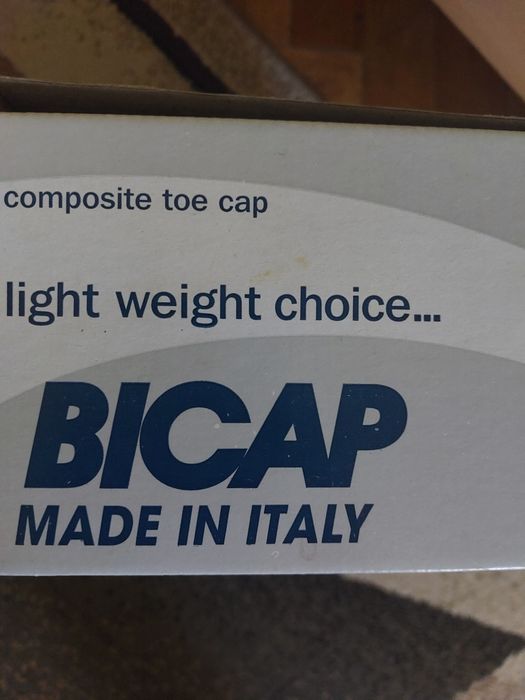 composite toe cap
light weight choice...
BICAP
MADE IN ITALY